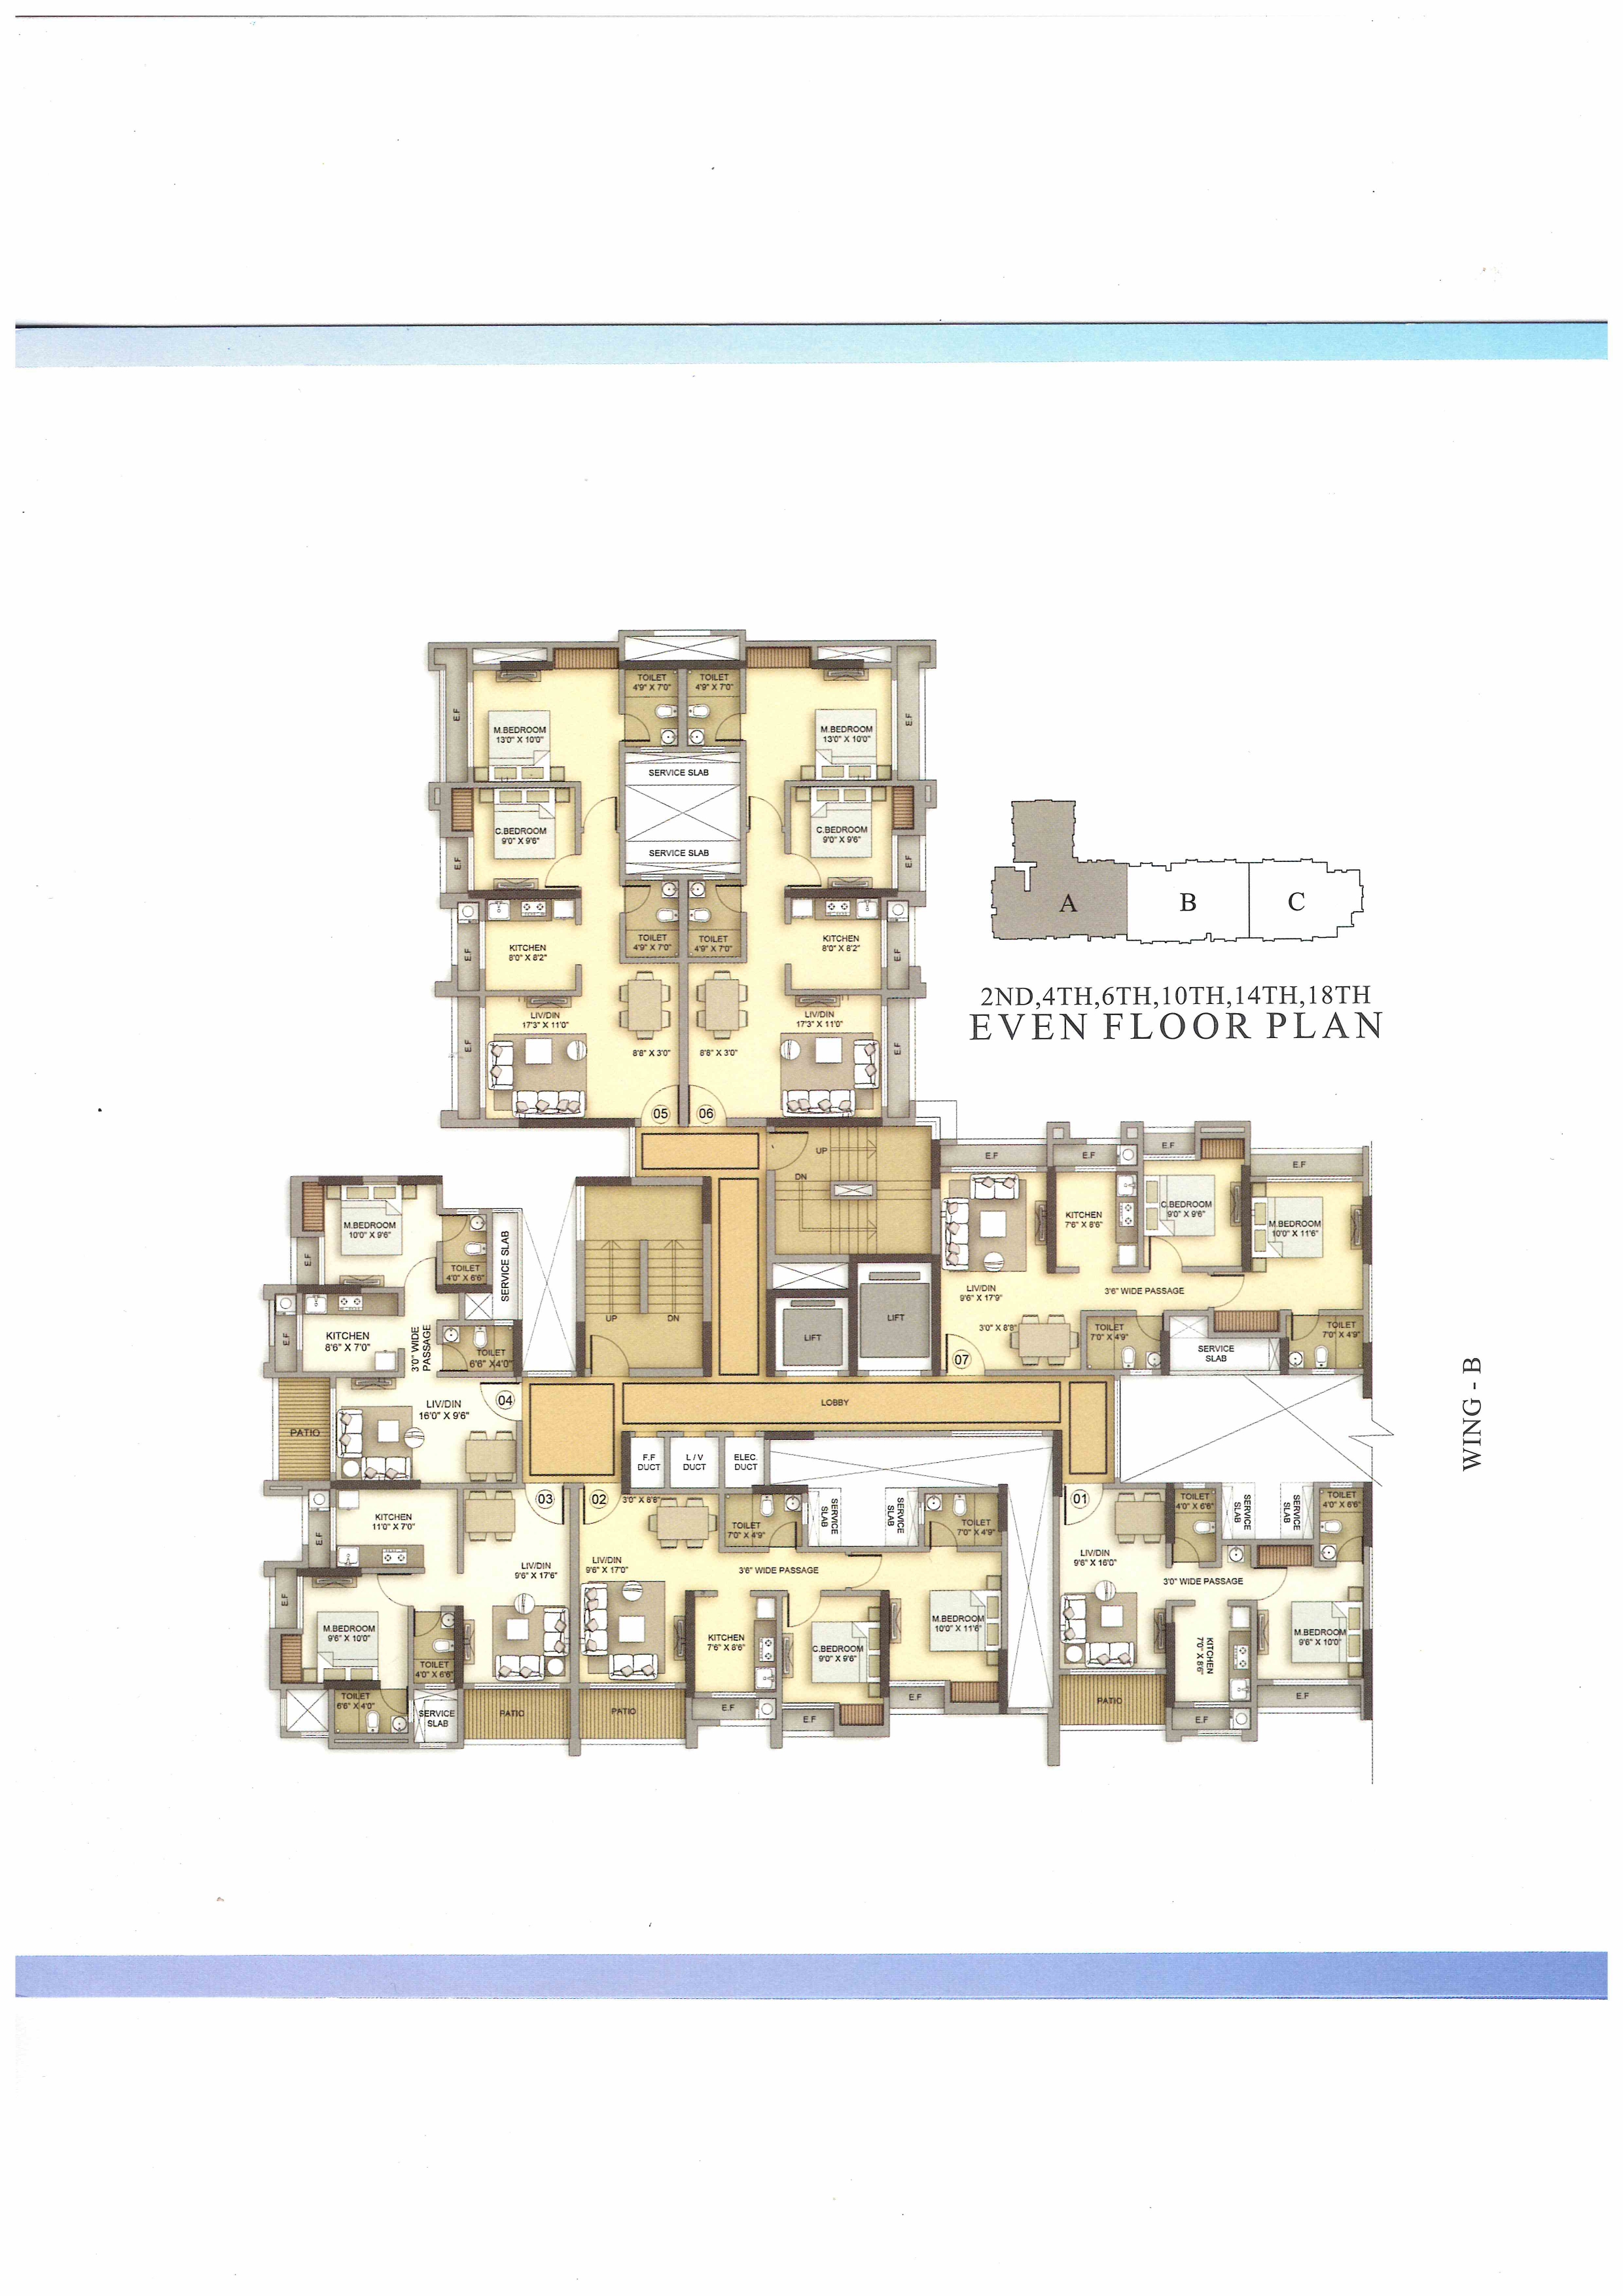 TOILET
4'9" X 7'0"
TOILET
4'9" X 7'0"
E.F
M.BEDROOM
13'0" X 10'0"
M.BEDROOM
13'0" X 10'0"
E.F
SERVICE SLAB
C.BEDROOM
9'0" X 9'6"
C.BEDROOM
9'0" X 9'6"
E.F
SERVICE SLAB
E.F
KITCHEN
8'0" X 8'2"
TOILET
4'9" X 7'0"
TOILET
4'9" X 7'0"
KITCHEN
8'0" X 8'2"
E.F
E.F
LIV/DIN
17'3" X 11'0"
LIV/DIN
17'3" X 11'0"
E.F
8'8" X 3'0"
8'8" X 3'0"
E.F
05
06
A
B
C
2ND,4TH,6TH,10TH,14TH,18TH
EVEN FLOOR PLAN
UP
DN
E.F
E.F
E.F
E.F
KITCHEN
7'6" X 8'6"
C.BEDROOM
9'0" X 9'6"
M.BEDROOM
10'0" X 11'6"
LIV/DIN
9'6" X 17'9"
3'6" WIDE PASSAGE
3'0" X 8'8"
TOILET
7'0" X 4'9"
SERVICE
SLAB
TOILET
7'0" X 4'9"
07
M.BEDROOM
10'0" X 9'6"
E.F
TOILET
4'0" X 6'6"
SERVICE SLAB
E.F
KITCHEN
8'6" X 7'0"
3'0" WIDE
PASSAGE
TOILET
6'6" X4'0"
UP
DN
LIFT
LIFT
LIV/DIN
16'0" X 9'6"
04
PATIO
LOBBY
WING - B
F.F
DUCT
L / V
DUCT
ELEC.
DUCT
E.F
KITCHEN
11'0" X 7'0"
03
02
3'0" X 8'6"
LIV/DIN
9'6" X 17'6"
LIV/DIN
9'6" X 17'0"
TOILET
7'0" X 4'9"
SERVICE
SLAB
SERVICE
SLAB
TOILET
7'0" X 4'9"
3'6" WIDE PASSAGE
E.F
M.BEDROOM
9'6" X 10'0"
TOILET
4'0" X 6'6"
TOILET
6'6" X 4'0"
SERVICE
SLAB
PATIO
PATIO
KITCHEN
7'6" X 8'6"
C.BEDROOM
9'0" X 9'6"
M.BEDROOM
10'0" X 11'6"
E.F
E.F
E.F
01
TOILET
4'0" X 6'6"
SERVICE
SLAB
SERVICE
SLAB
TOILET
4'0" X 6'6"
LIV/DIN
9'6" X 16'0"
3'0" WIDE PASSAGE
KITCHEN
7'0" X 8'6"
M.BEDROOM
9'6" X 10'0"
PATIO
E.F
E.F